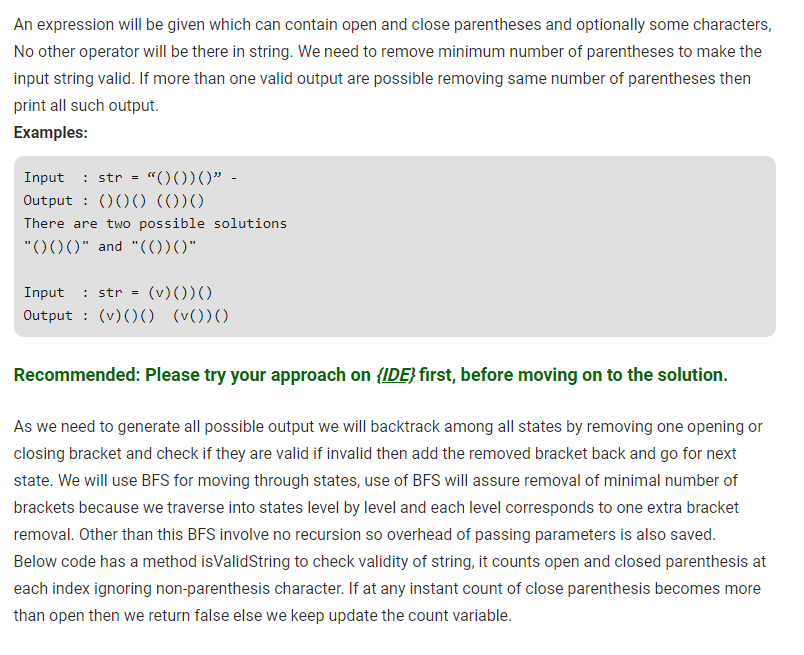 An expression will be given which can contain open and close parentheses and optionally some characters,
No other operator will be there in string. We need to remove minimum number of parentheses to make the
input string valid. If more than one valid output are possible removing same number of parentheses then
print all such output.
Examples:
Input  : str = “()())()” -
Output : ()()() (())()
There are two possible solutions
"()()()" and "(())()"
Input  : str = (v)())()
Output : (v)()()  (v())()
Recommended: Please try your approach on {IDE} first, before moving on to the solution.
As we need to generate all possible output we will backtrack among all states by removing one opening or
closing bracket and check if they are valid if invalid then add the removed bracket back and go for next
state. We will use BFS for moving through states, use of BFS will assure removal of minimal number of
brackets because we traverse into states level by level and each level corresponds to one extra bracket
removal. Other than this BFS involve no recursion so overhead of passing parameters is also saved.
Below code has a method isValidString to check validity of string, it counts open and closed parenthesis at
each index ignoring non-parenthesis character. If at any instant count of close parenthesis becomes more
than open then we return false else we keep update the count variable.